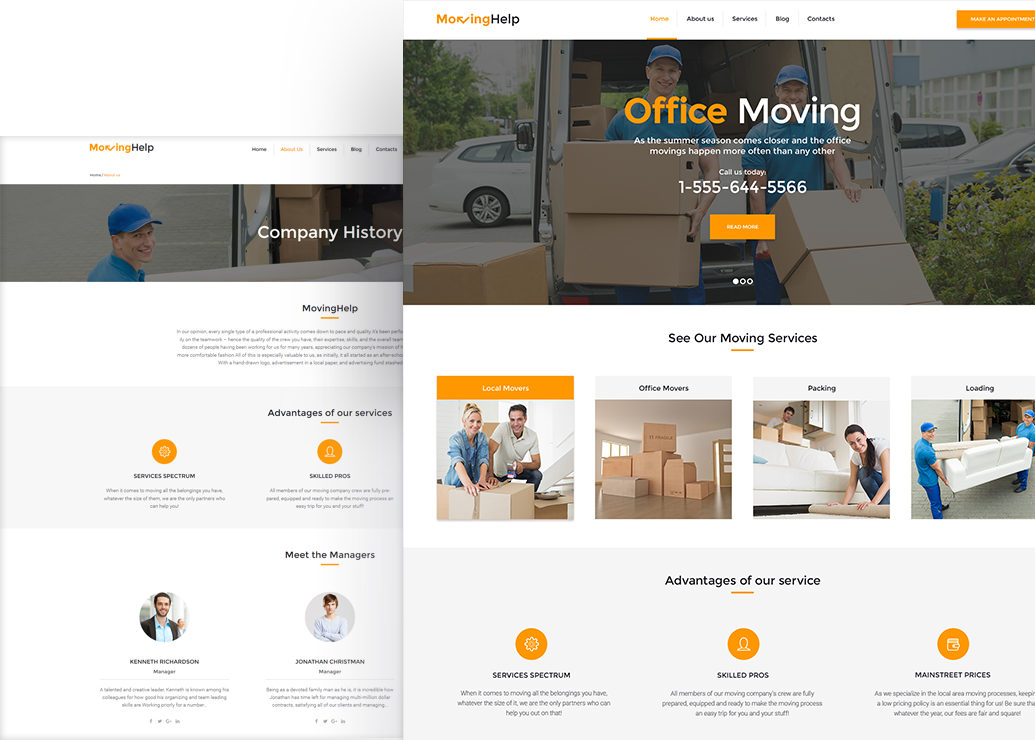 MovingHelp
Home
About Us
Services
Blog
Contacts
Home/About us
Company History
MovingHelp
In our opinion, every single type of a professional activity comes down to pace and quality it's been
ly on the teamwork – hence the quality of the crew you have, their expertise, skills, and the overall team
dozens of people having been working for us for many years, appreciating our company's mission of
more comfortable fashion.All of this is especially valuable to us, as initially, it all started as an
With a hand-drawn logo, advertisement in a local paper, and advertising fund stashed
Advantages of our services
SERVICES SPECTRUM
When it comes to moving all the belongings you have,
whatever the size of them, we are the only partners who
can help you!
SKILLED PROS
All members of our moving company crew are fully pre-
pared, equipped and ready to make the moving process an
easy trip for you and your stuff!
Meet the Managers
KENNETH RICHARDSON
Manager
A talented and creative leader, Kenneth is known among his
colleagues for how good his organizing and team leading
skills are.Working priorly for a number...
JONATHAN CHRISTMAN
Manager
Being as a devoted family man as he is, it is incredible how
Jonathan has time left for managing multi-million dollar
contracts, satisfying all of our clients and managing...
MovingHelp
Home
About us
Services
Blog
Contacts
MAKE AN APPOINTMENT
Office Moving
As the summer season comes closer and the office
movings happen more often than any other
Call us today:
1-555-644-5566
READ MORE
See Our Moving Services
Local Movers
Office Movers
FRAGILE
Packing
Loading
Advantages of our service
SERVICES SPECTRUM
When it comes to moving all the belongings you have,
whatever the size of it, we are the only partners who can
help you out on that!
SKILLED PROS
All members of our moving company's crew are fully
prepared, equipped and ready to make the moving process
an easy trip for you and your stuff!
MAINSTREET PRICES
As we specialize in the local area moving processes,
a low pricing policy is an essential thing for us! Be sure
whatever the year, our fees are fair and square!